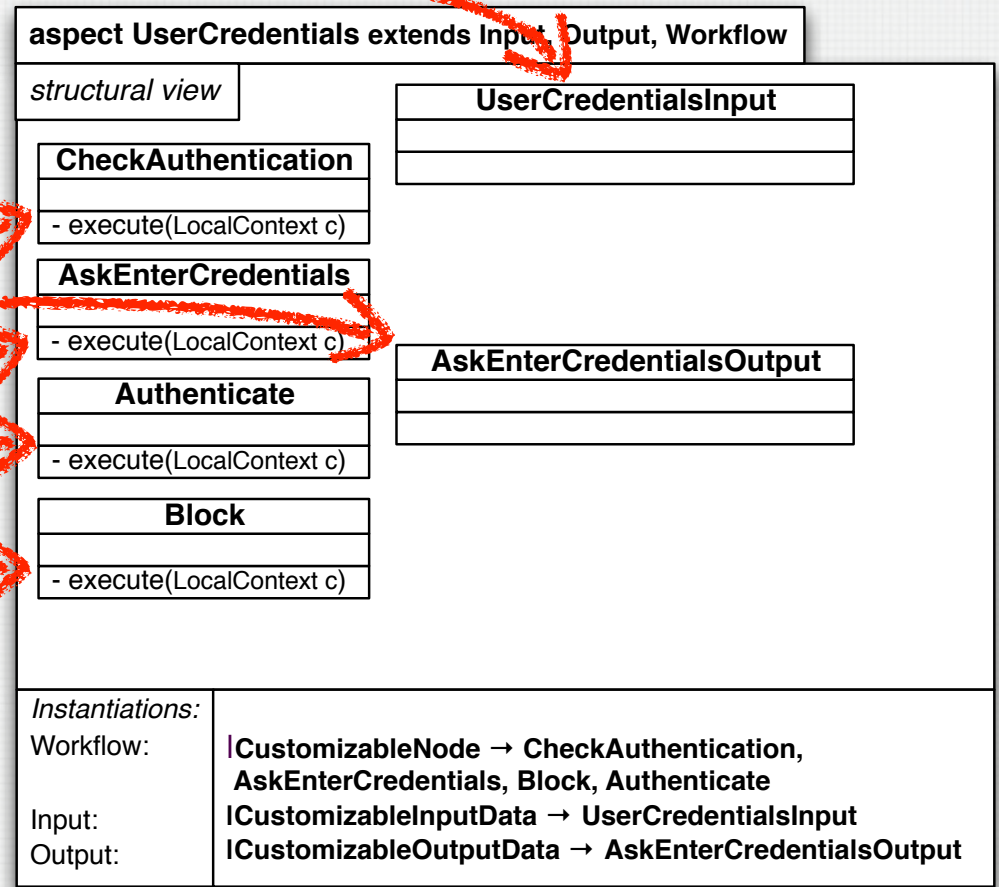 aspect UserCredentials extends Input, Output, Workflow
structural view
UserCredentialsInput
CheckAuthentication
- execute(LocalContext c)
AskEnterCredentials
- execute(LocalContext c)
AskEnterCredentialsOutput
Authenticate
- execute(LocalContext c)
Block
- execute(LocalContext c)
Instantiations:
Workflow: |CustomizableNode → CheckAuthentication,
AskEnterCredentials, Block, Authenticate
Input: |CustomizableInputData → UserCredentialsInput
Output: |CustomizableOutputData → AskEnterCredentialsOutput